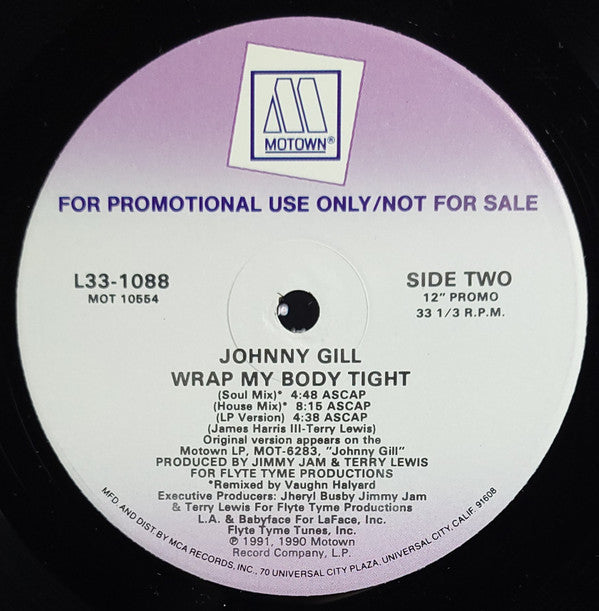 MOTOWN®
FOR PROMOTIONAL USE ONLY/NOT FOR SALE
L33-1088
MOT 10554
SIDE TWO
12" PROMO
33 1/3 R.P.M.
JOHNNY GILL
WRAP MY BODY TIGHT
(Soul Mix)* 4:48 ASCAP
(House Mix)* 8:15 ASCAP
(LP Version) 4:38 ASCAP
(James Harris III-Terry Lewis)
Original version appears on the
Motown LP, MOT-6283, "Johnny Gill"
PRODUCED BY JIMMY JAM & TERRY LEWIS
FOR FLYTE TYME PRODUCTIONS
*Remixed by Vaughn Halyard
Executive Producers: Jheryl Busby Jimmy Jam
& Terry Lewis For Flyte Tyme Productions
L.A. & Babyface For LaFace, Inc.
Flyte Tyme Tunes, Inc.
℗ 1991, 1990 Motown
Record Company, L.P.
MFD AND DIST. BY MCA RECORDS, INC., 70 UNIVERSAL CITY PLAZA, UNIVERSAL CITY, CALIF. 91608